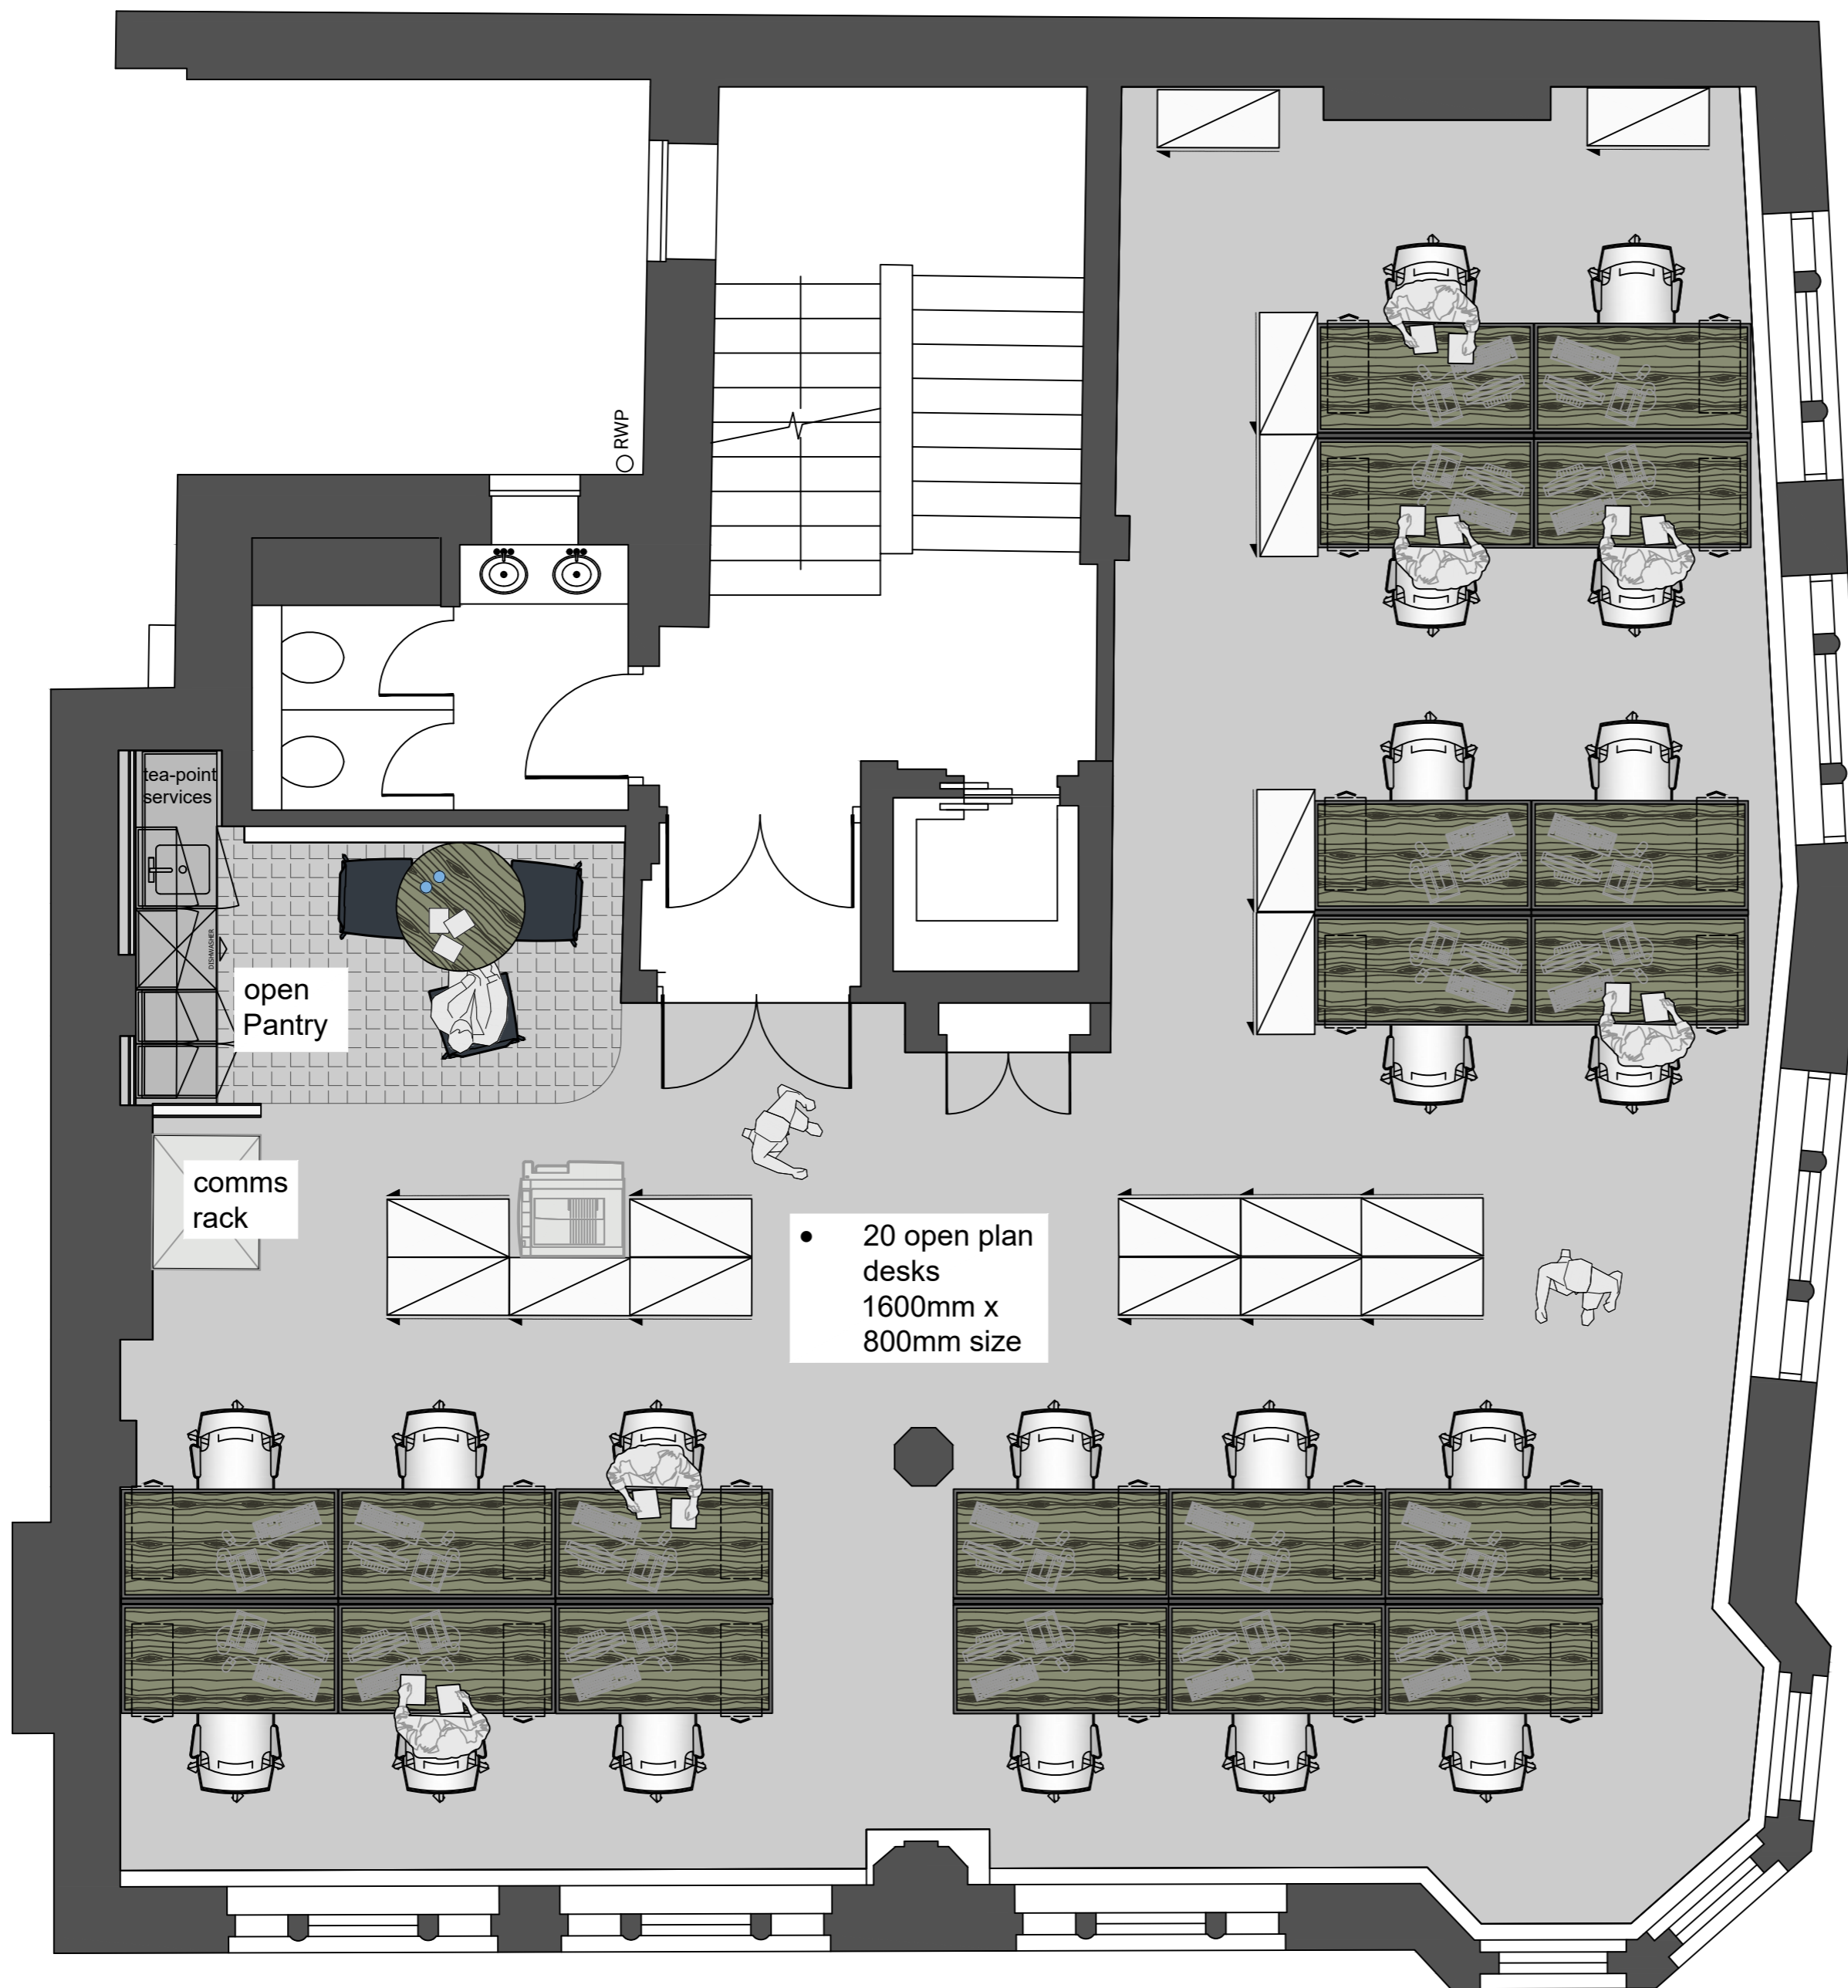 RWP
tea-point
services
DISHWASHER
open
Pantry
comms
rack
• 20 open plan
desks
1600mm x
800mm size